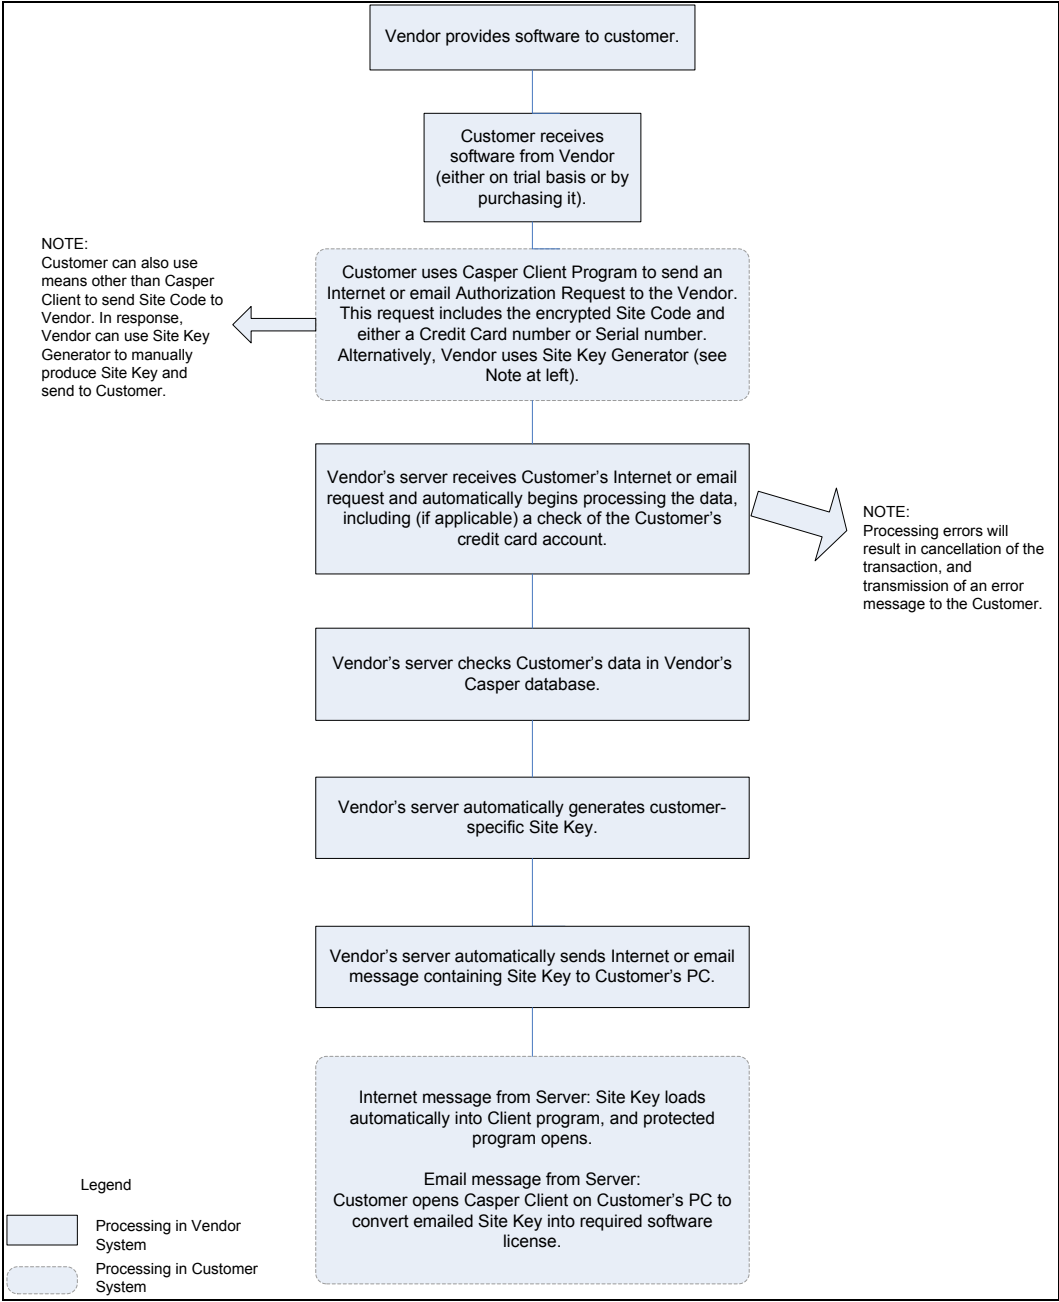 Vendor provides software to customer.
Customer receives
software from Vendor
(either on trial basis or by
purchasing it).
NOTE:
Customer can also use
means other than Casper
Client to send Site Code to
Vendor. In response,
Vendor can use Site Key
Generator to manually
produce Site Key and
send to Customer.
Customer uses Casper Client Program to send an
Internet or email Authorization Request to the Vendor.
This request includes the encrypted Site Code and
either a Credit Card number or Serial number.
Alternatively, Vendor uses Site Key Generator (see
Note at left).
Vendor’s server receives Customer’s Internet or email
request and automatically begins processing the data,
including (if applicable) a check of the Customer’s
credit card account.
NOTE:
Processing errors will
result in cancellation of the
transaction, and
transmission of an error
message to the Customer.
Vendor’s server checks Customer’s data in Vendor’s
Casper database.
Vendor’s server automatically generates customer-
specific Site Key.
Vendor’s server automatically sends Internet or email
message containing Site Key to Customer’s PC.
Internet message from Server: Site Key loads
automatically into Client program, and protected
program opens.
Email message from Server:
Customer opens Casper Client on Customer’s PC to
convert emailed Site Key into required software
license.
Legend
Processing in Vendor
System
Processing in Customer
System